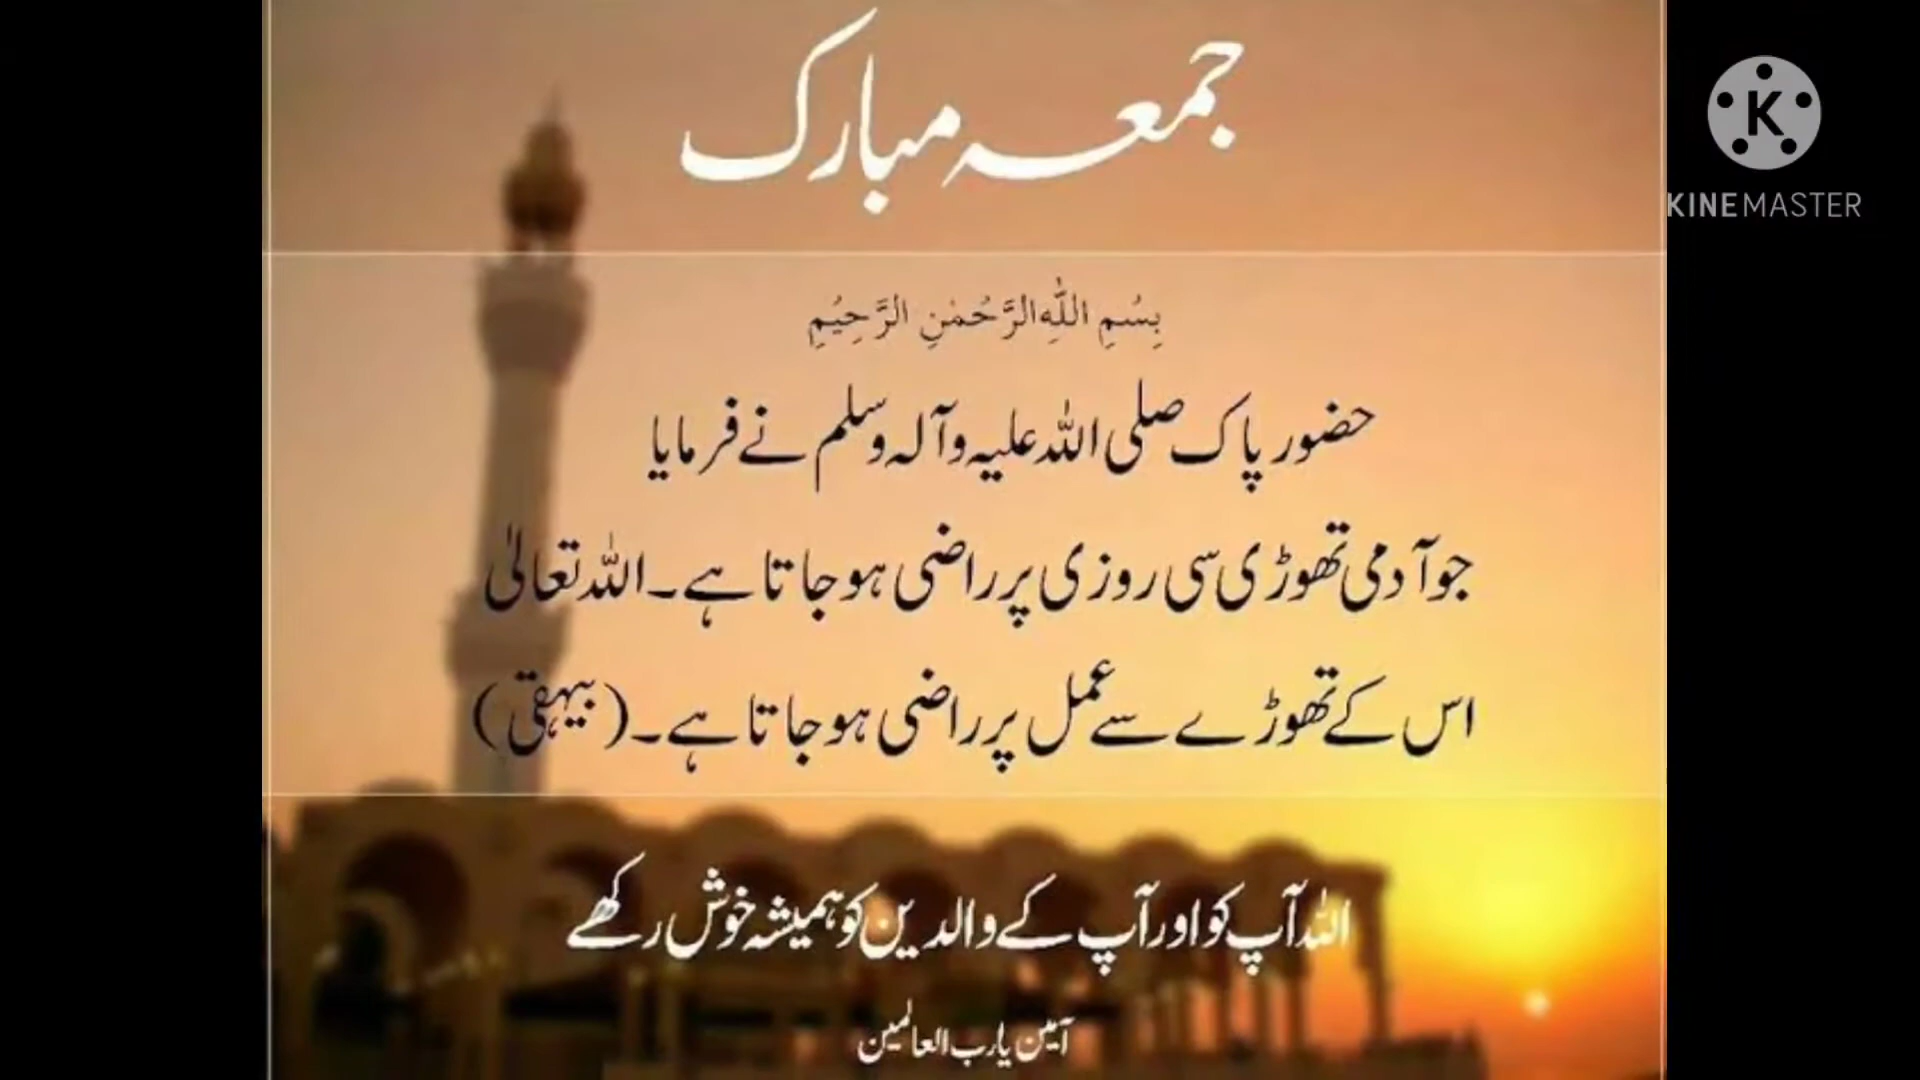 جمعہ مبارک
KINEMASTER
بِسْمِ اللّٰهِ الرَّحْمٰنِ الرَّحِيْمِ
حضور پاک صلی اللہ علیہ وآلہ وسلم نے فرمایا
جو آدمی تھوڑی سی روزی پر راضی ہو جاتا ہے۔ اللہ تعالیٰ
اس کے تھوڑے سے عمل پر راضی ہو جاتا ہے۔ (بیہقی)
اللہ آپ کو اور آپ کے والدین کو ہمیشہ خوش رکھے
آمین یا رب العالمین